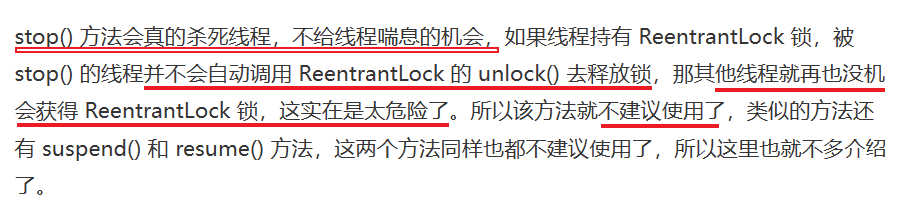 stop() 方法会真的杀死线程，不给线程喘息的机会，如果线程持有 ReentrantLock 锁，被
stop() 的线程并不会自动调用 ReentrantLock 的 unlock() 去释放锁，那其他线程就再也没机
会获得 ReentrantLock 锁，这实在是太危险了。所以该方法就不建议使用了，类似的方法还
有 suspend() 和 resume() 方法，这两个方法同样也都不建议使用了，所以这里也就不多介绍
了。